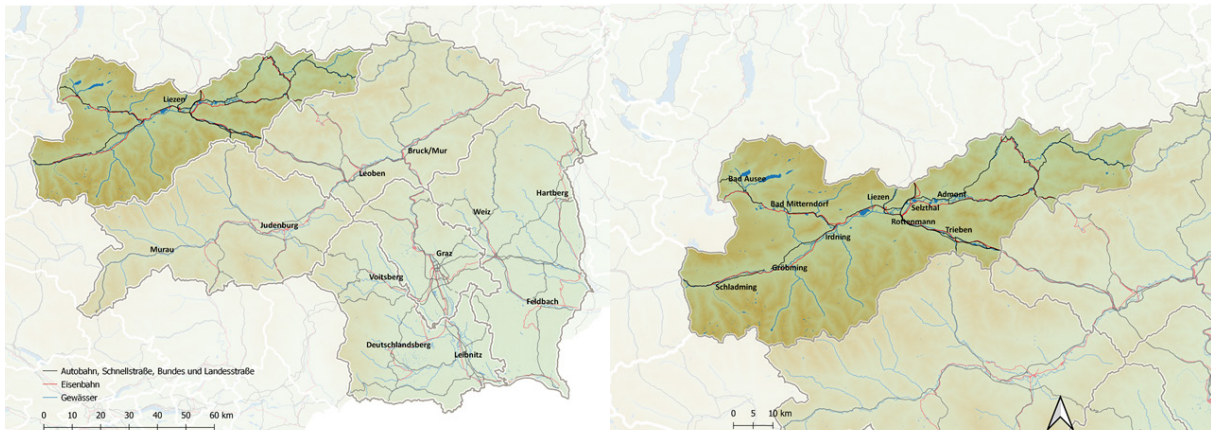 Liezen
Bruck/Mur
Leoben
Hartberg
Weiz
Judenburg
Murau
Graz
Voitsberg
Feldbach
Deutschlandsberg
Leibnitz
Autobahn, Schnellstraße, Bundes und Landesstraße
Eisenbahn
Gewässer
0 10 20 30 40 50 60 km
Bad Aussee
Bad Mitterndorf
Liezen
Admont
Selzthal
Rottenmann
Trieben
Irdning
Gröbming
Schladming
0 5 10 km